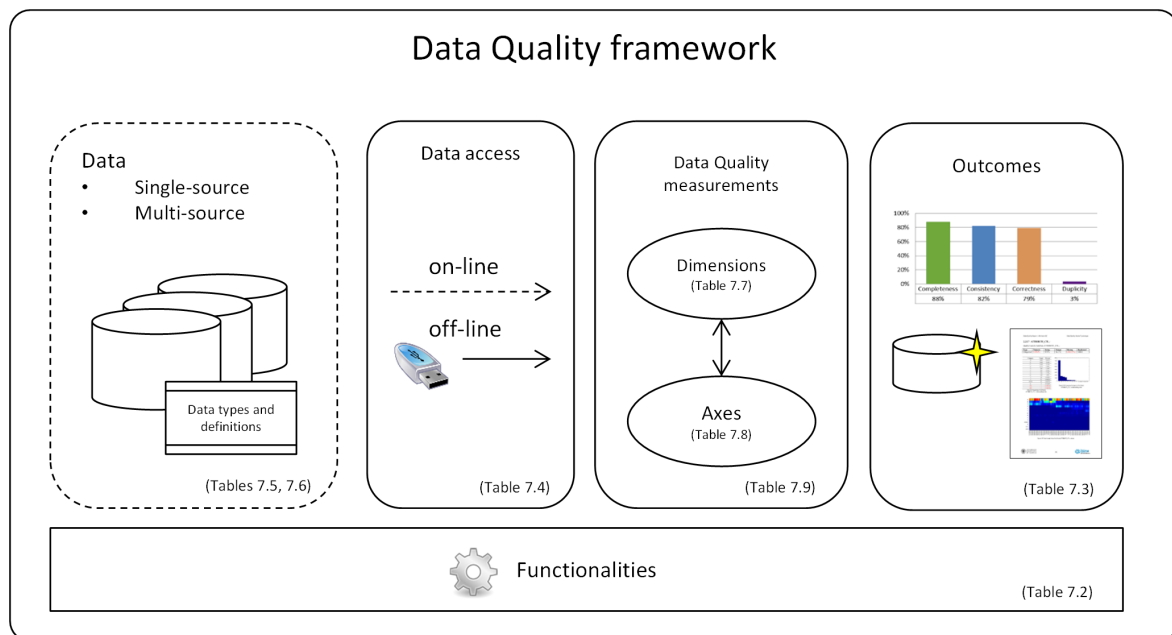 Data Quality framework
Data
• Single-source
• Multi-source
Data types and
definitions
(Tables 7.5, 7.6)
Data access
on-line
off-line
(Table 7.4)
Data Quality
measurements
Dimensions
(Table 7.7)
Axes
(Table 7.8)
(Table 7.9)
Outcomes
100%
80%
60%
40%
20%
0%
Completeness Consistency Correctness Duplicity
88% 82% 79% 3%
(Table 7.3)
Functionalities
(Table 7.2)